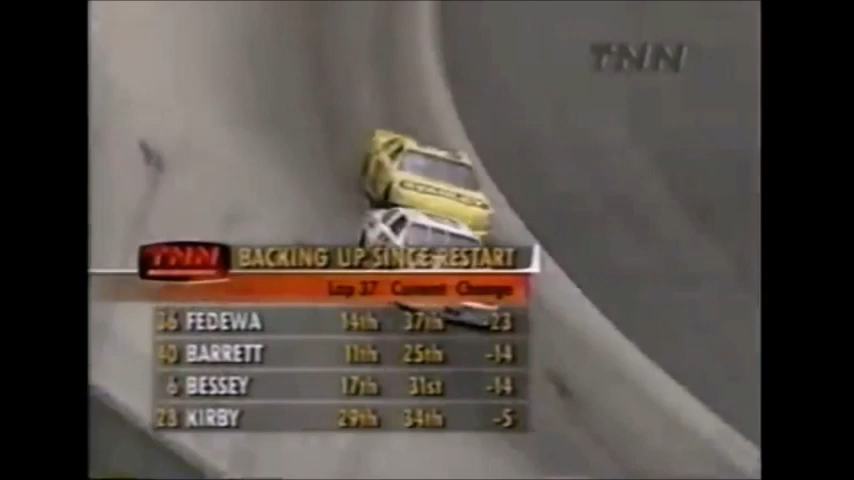 TNN
STANLEY
TNN BACKING UP SINCE RESTART
Lap 37 Current Change
36 FEDEWA 14th 37th -23
40 BARRETT 11th 25th -14
6 BESSEY 17th 31st -14
23 KIRBY 29th 34th -5